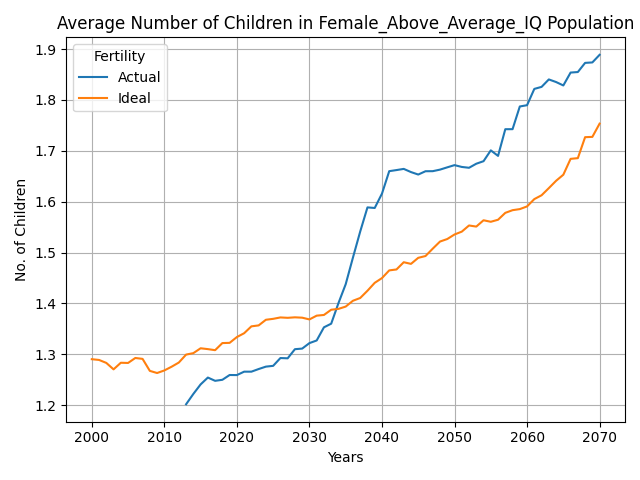 Average Number of Children in Female_Above_Average_IQ Population
Fertility
Actual
Ideal
No. of Children
1.9
1.8
1.7
1.6
1.5
1.4
1.3
1.2
2000 2010 2020 2030 2040 2050 2060 2070
Years